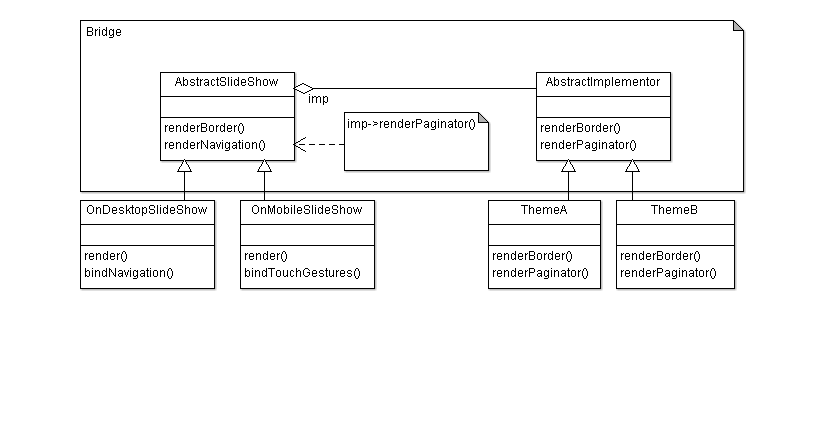 Bridge
AbstractSlideShow
AbstractImplementor
imp
imp->renderPaginator()
renderBorder()
renderNavigation()
renderBorder()
renderPaginator()
OnDesktopSlideShow
OnMobileSlideShow
ThemeA
ThemeB
render()
bindNavigation()
render()
bindTouchGestures()
renderBorder()
renderPaginator()
renderBorder()
renderPaginator()